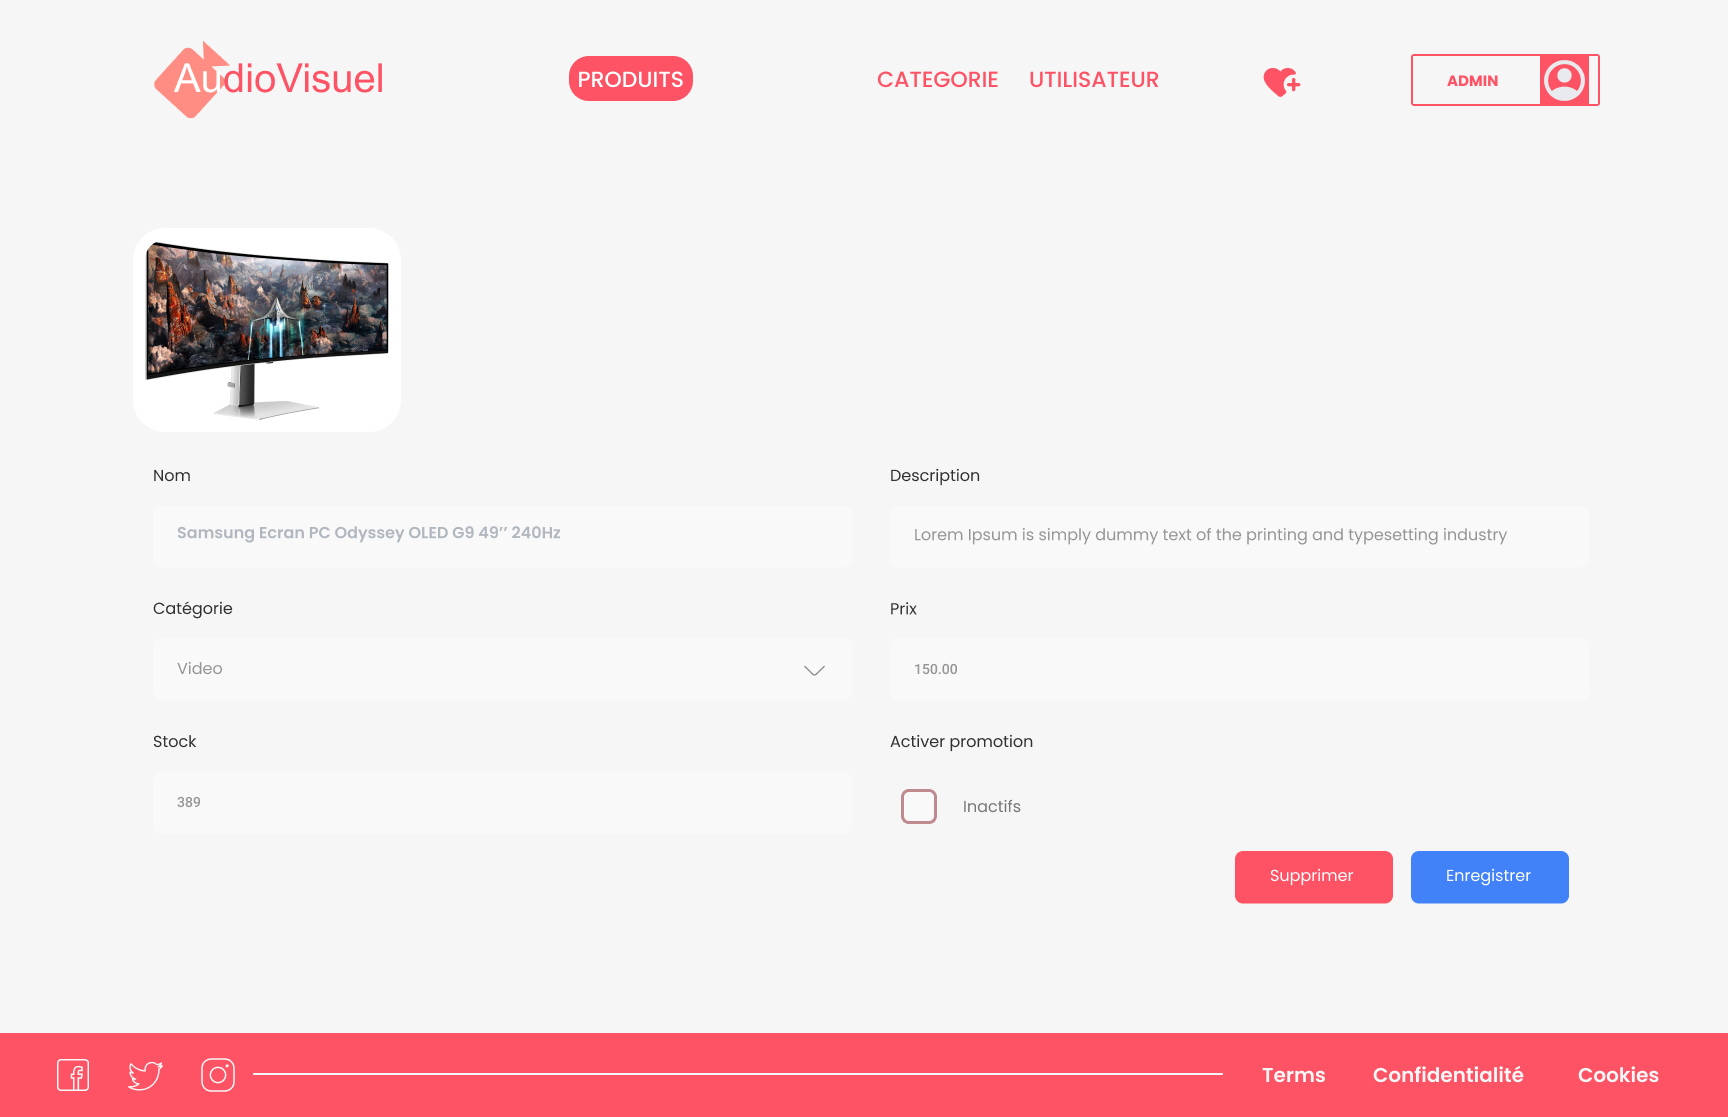 AudioVisuel
PRODUITS
CATEGORIE
UTILISATEUR
ADMIN
Nom
Description
Samsung Ecran PC Odyssey OLED G9 49’’ 240Hz
Lorem Ipsum is simply dummy text of the printing and typesetting industry
Catégorie
Prix
Video
150.00
Stock
Activer promotion
389
Inactifs
Supprimer
Enregistrer
Terms
Confidentialité
Cookies